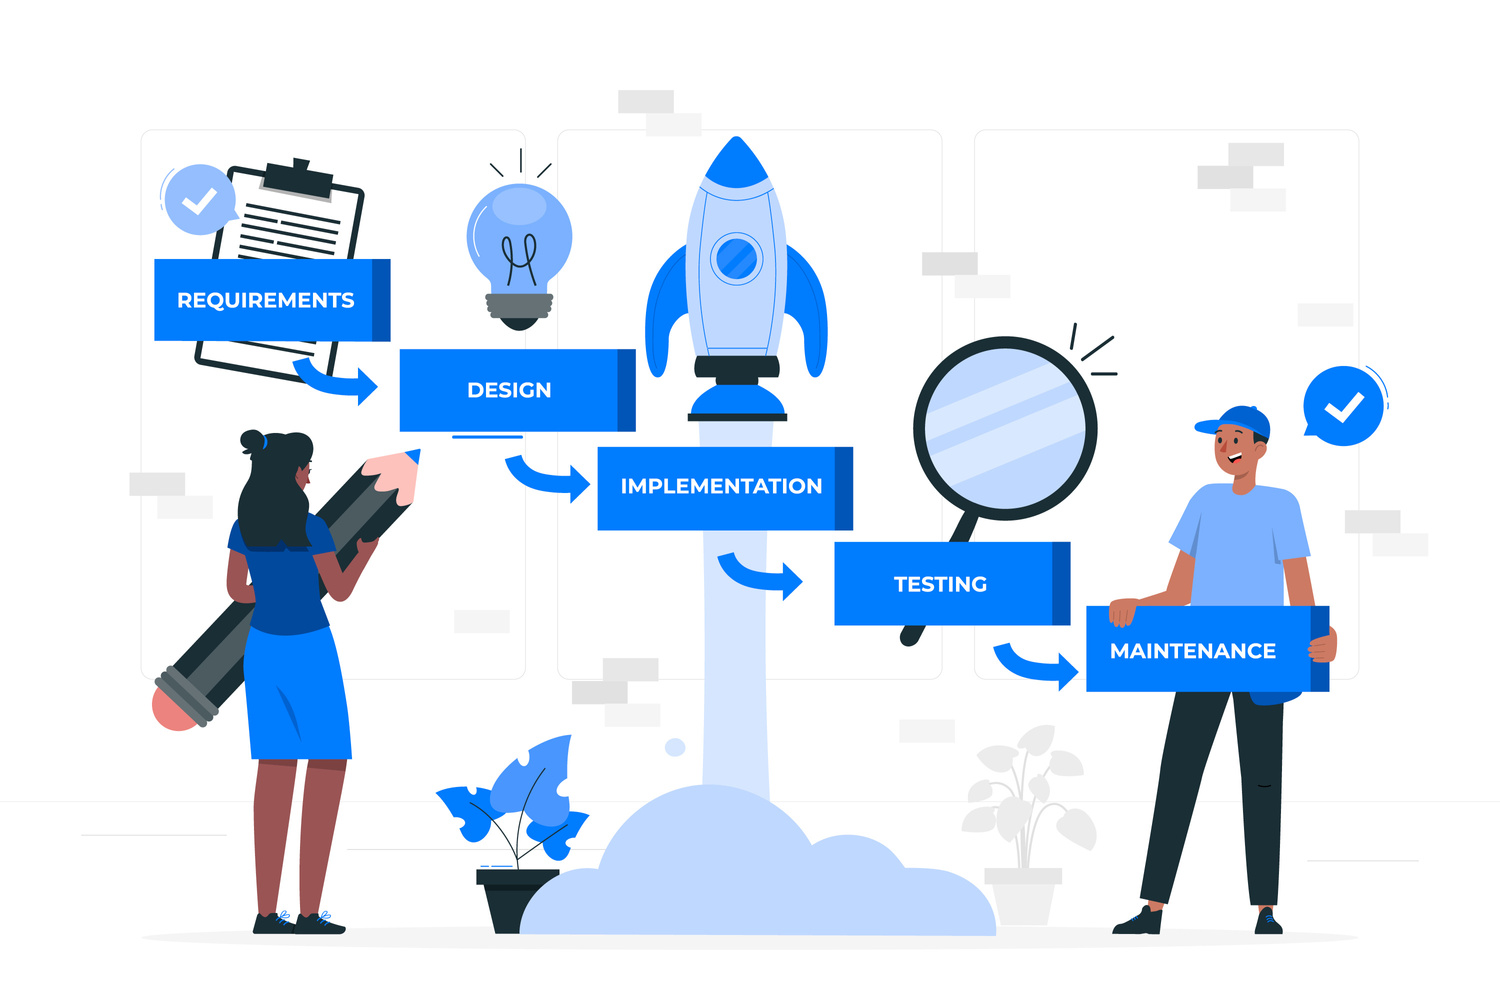 REQUIREMENTS
DESIGN
IMPLEMENTATION
TESTING
MAINTENANCE